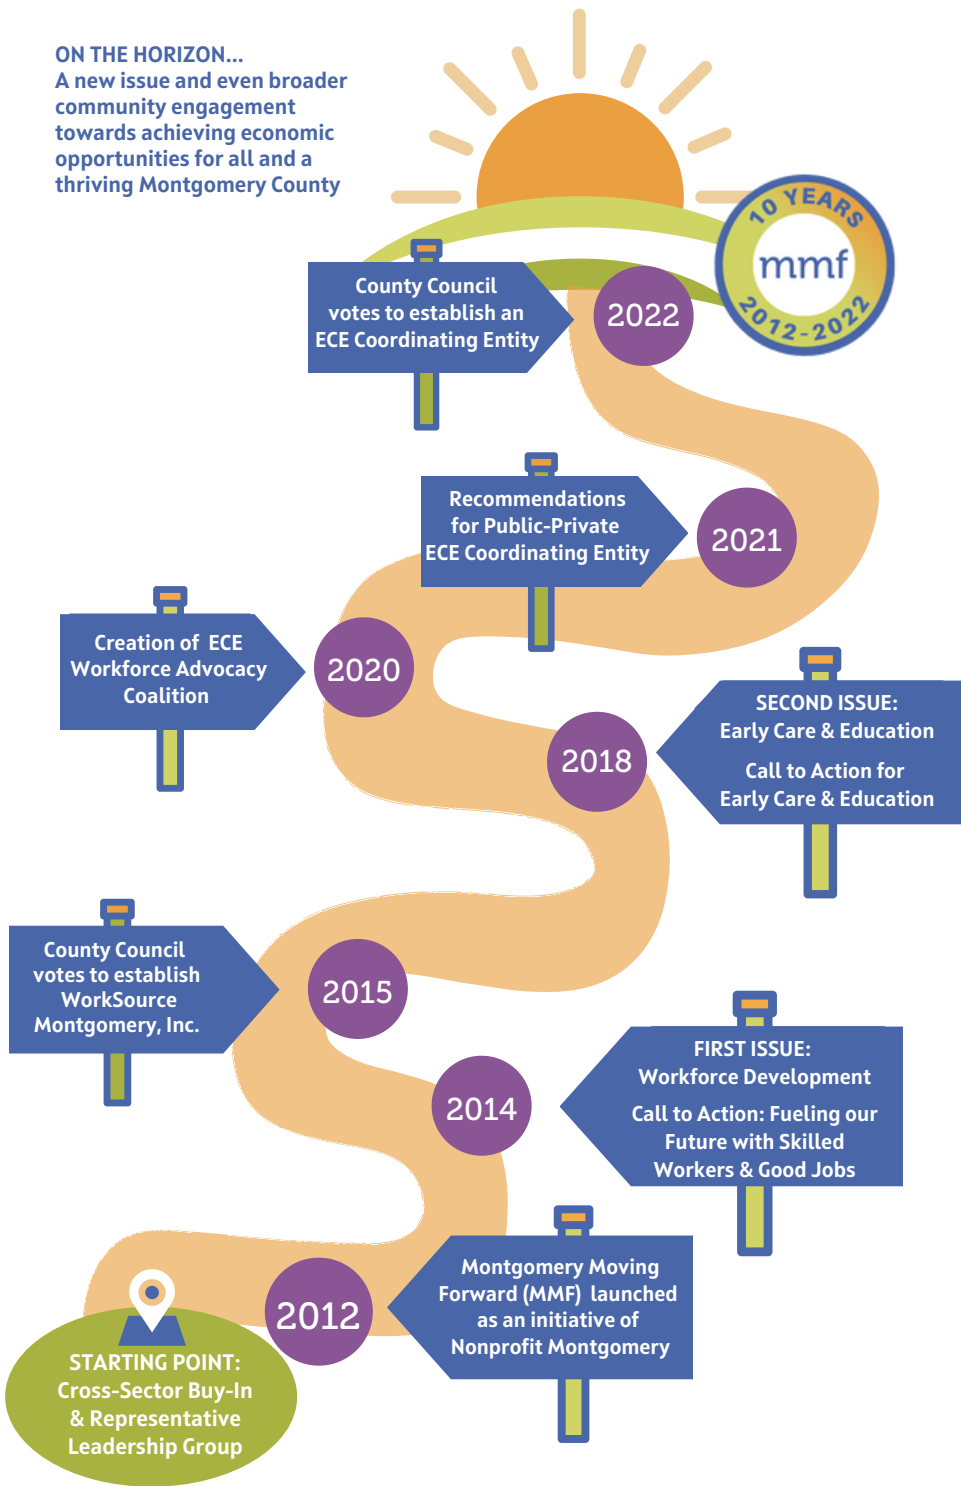 ON THE HORIZON...
A new issue and even broader
community engagement
towards achieving economic
opportunities for all and a
thriving Montgomery County
10 YEARS
mmf
2012-2022
County Council
votes to establish an
ECE Coordinating Entity
2022
Recommendations
for Public-Private
ECE Coordinating Entity
2021
Creation of ECE
Workforce Advocacy
Coalition
2020
SECOND ISSUE:
Early Care & Education
Call to Action for
Early Care & Education
2018
County Council
votes to establish
WorkSource
Montgomery, Inc.
2015
FIRST ISSUE:
Workforce Development
Call to Action: Fueling our
Future with Skilled
Workers & Good Jobs
2014
Montgomery Moving
Forward (MMF) launched
as an initiative of
Nonprofit Montgomery
2012
STARTING POINT:
Cross-Sector Buy-In
& Representative
Leadership Group